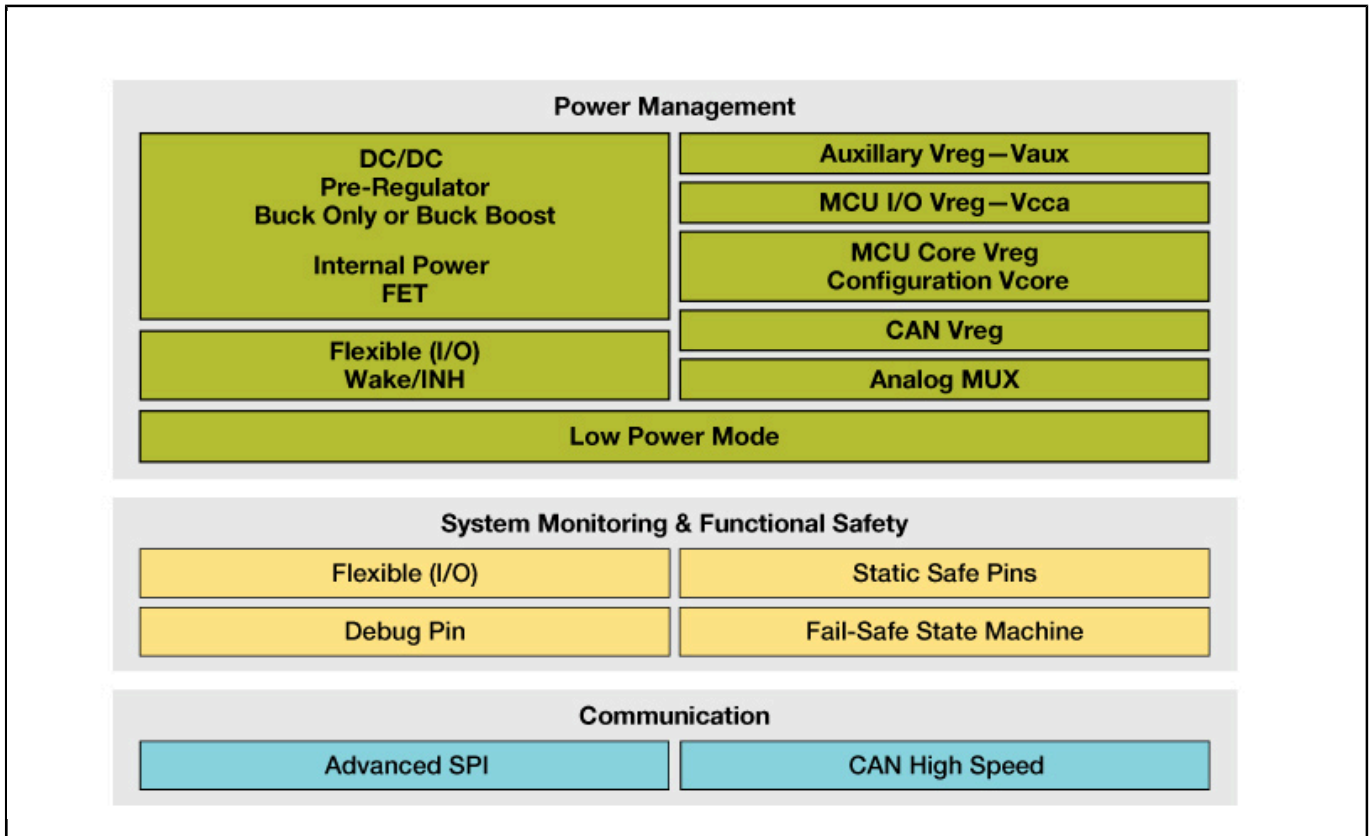 Power Management
DC/DC
Pre-Regulator
Buck Only or Buck Boost
Internal Power
FET
Flexible (I/O)
Wake/INH
Auxillary Vreg—Vaux
MCU I/O Vreg—Vcca
MCU Core Vreg
Configuration Vcore
CAN Vreg
Analog MUX
Low Power Mode
System Monitoring & Functional Safety
Flexible (I/O)
Static Safe Pins
Debug Pin
Fail-Safe State Machine
Communication
Advanced SPI
CAN High Speed